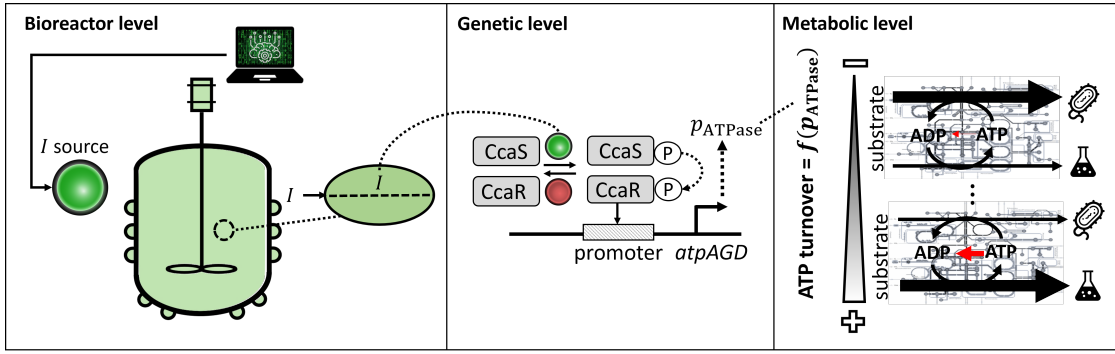 Bioreactor level
I source
I
I
Genetic level
CcaS
CcaS
P
CcaR
CcaR
P
p_ATPase
promoter
atpAGD
Metabolic level
ATP turnover = f(p_ATPase)
substrate
ADP
ATP
substrate
ADP
ATP